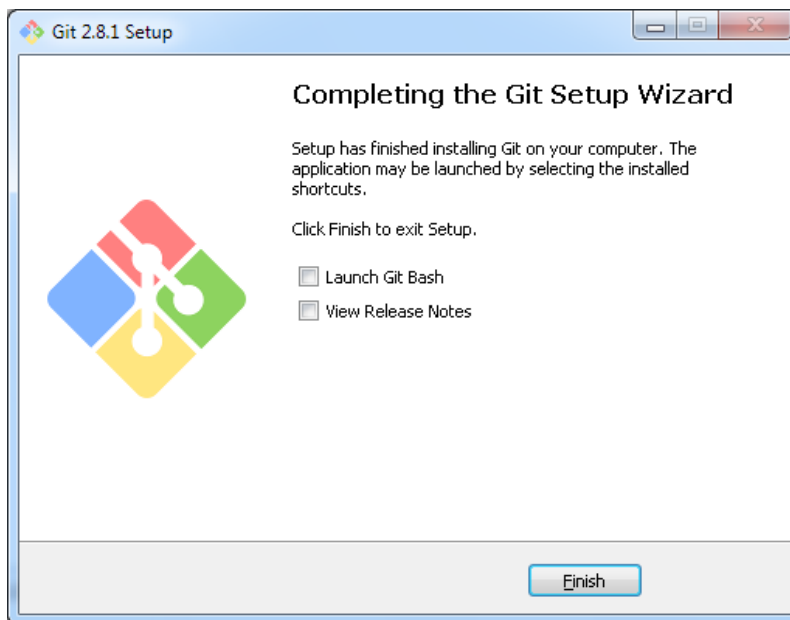 Git 2.8.1 Setup
Completing the Git Setup Wizard
Setup has finished installing Git on your computer. The
application may be launched by selecting the installed
shortcuts.
Click Finish to exit Setup.
Launch Git Bash
View Release Notes
Finish